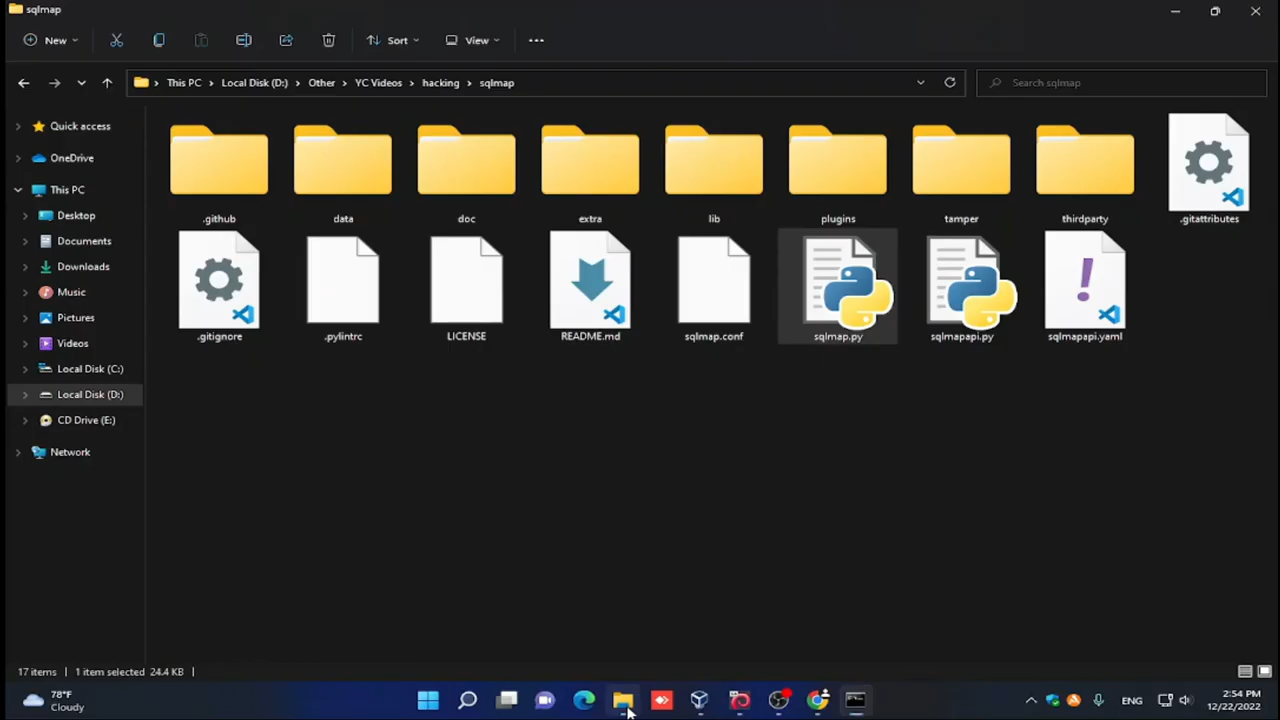 sqlmap
New
Sort
View
This PC > Local Disk (D:) > Other > YC Videos > hacking > sqlmap
Search sqlmap
Quick access
OneDrive
This PC
Desktop
Documents
Downloads
Music
Pictures
Videos
Local Disk (C:)
Local Disk (D:)
CD Drive (E:)
Network
.github
data
doc
extra
lib
plugins
tamper
thirdparty
.gitattributes
.gitignore
.pylintrc
LICENSE
README.md
sqlmap.conf
sqlmap.py
sqlmapapi.py
sqlmapapi.yaml
17 items
1 item selected 24.4 KB
78°F
Cloudy
ENG
2:54 PM
12/22/2022